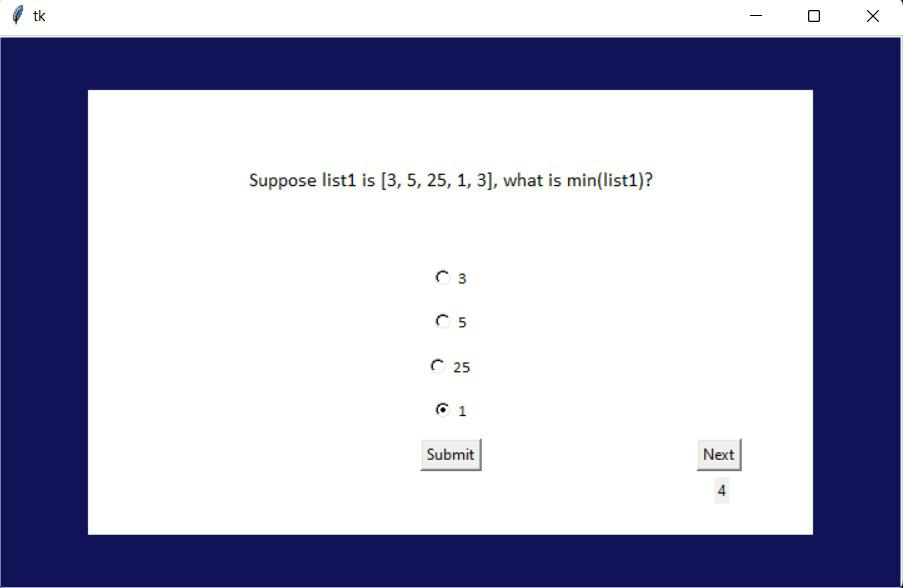 tk
Suppose list1 is [3, 5, 25, 1, 3], what is min(list1)?
3
5
25
1
Submit
Next
4